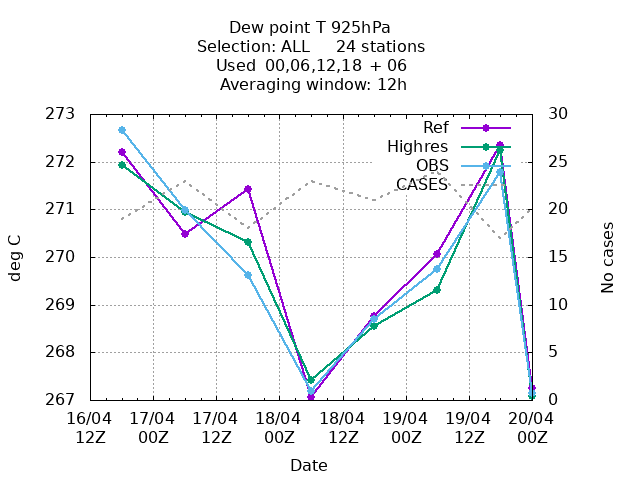 Dew point T 925hPa
Selection: ALL 24 stations
Used 00,06,12,18 + 06
Averaging window: 12h
273 30
Ref
Highres
272 25
OBS
CASES
271 20
270 15
269 10
268 5
267 0
deg C
No cases
16/04 17/04 17/04 18/04 18/04 19/04 19/04 20/04
12Z 00Z 12Z 00Z 12Z 00Z 12Z 00Z
Date